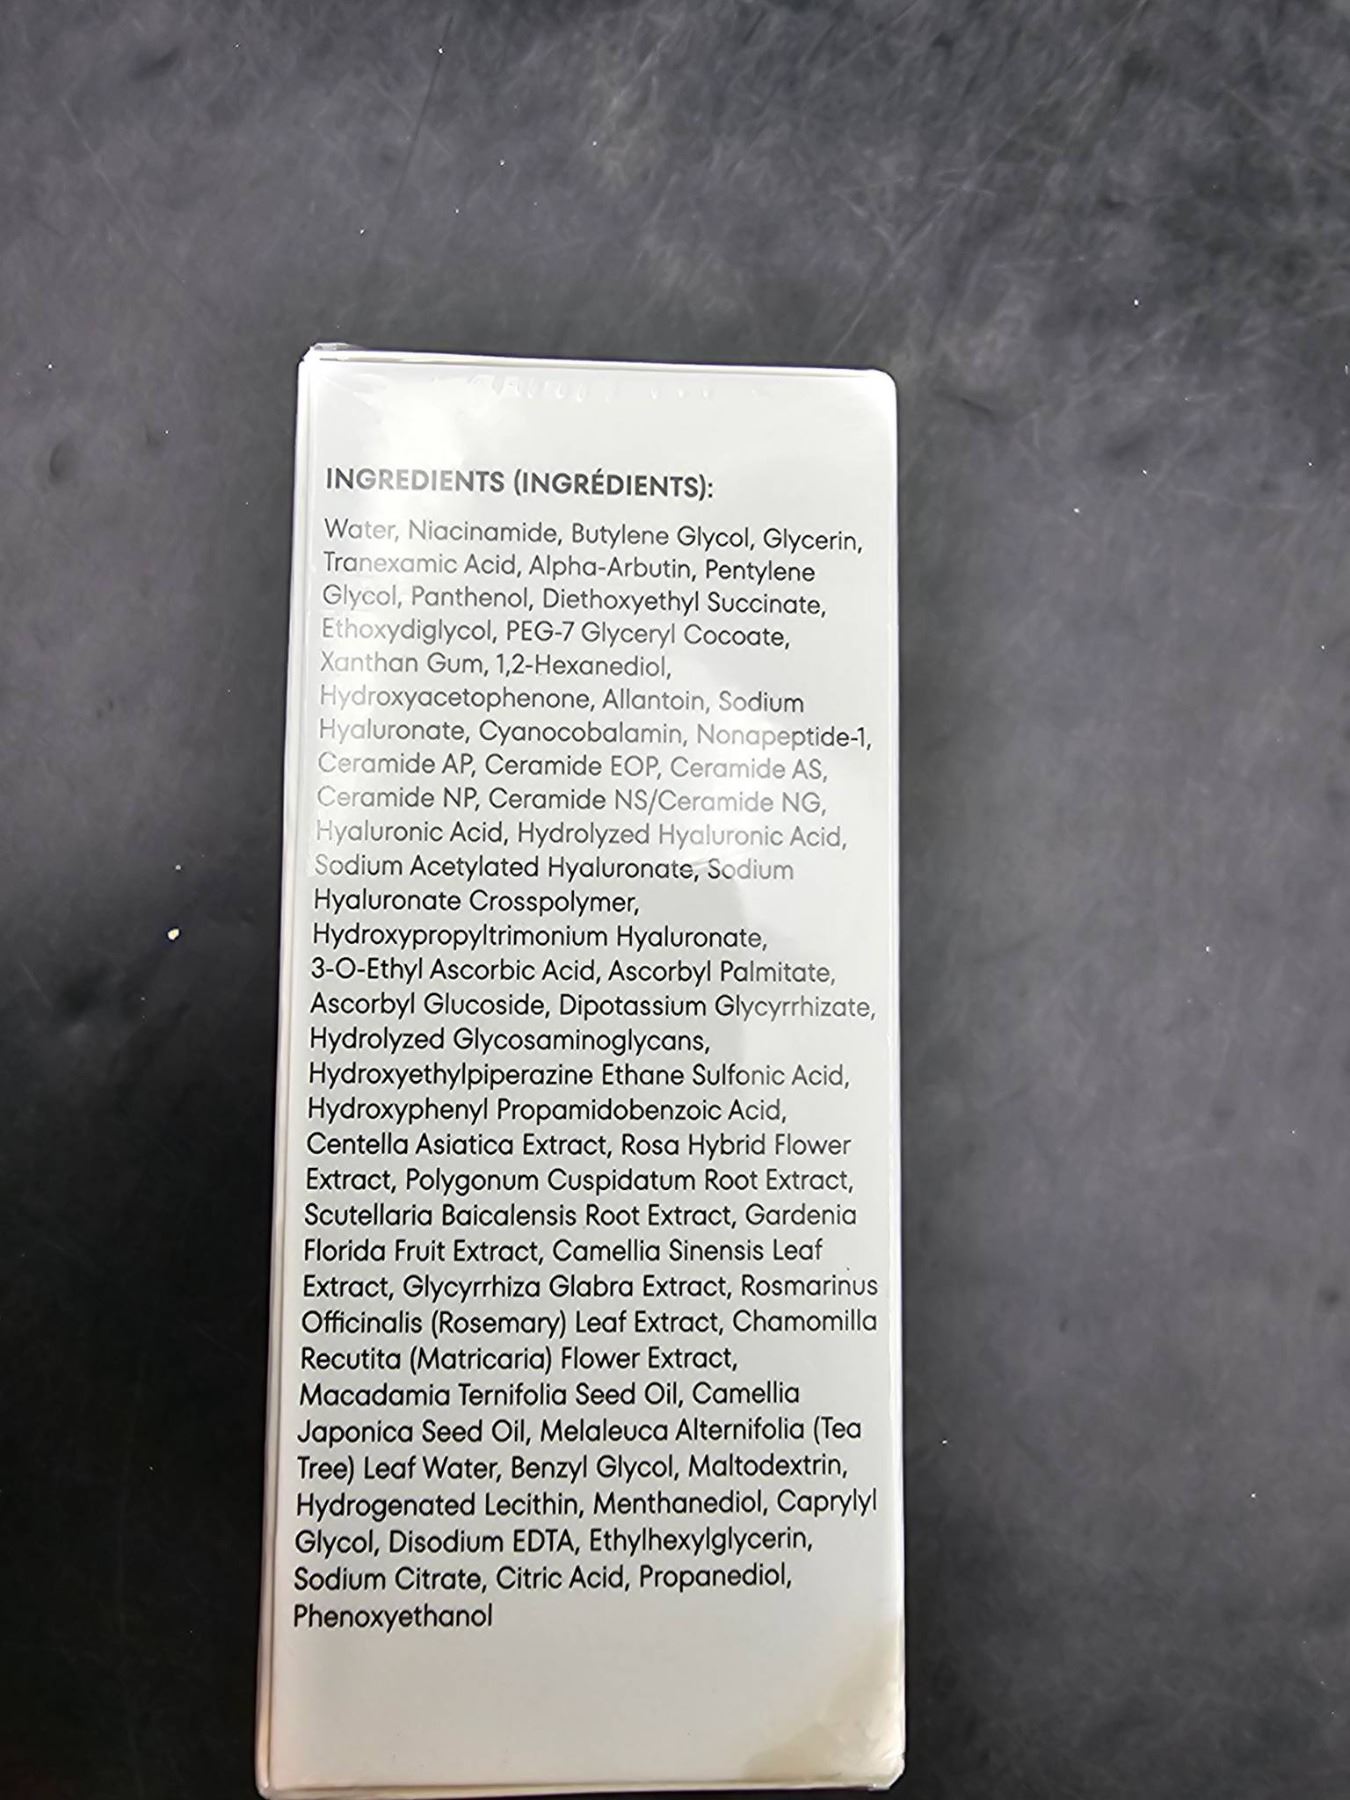 INGREDIENTS (INGRÉDIENTS):
Water, Niacinamide, Butylene Glycol, Glycerin,
Tranexamic Acid, Alpha-Arbutin, Pentylene
Glycol, Panthenol, Diethoxyethyl Succinate,
Ethoxydiglycol, PEG-7 Glyceryl Cocoate,
Xanthan Gum, 1,2-Hexanediol,
Hydroxyacetophenone, Allantoin, Sodium
Hyaluronate, Cyanocobalamin, Nonapeptide-1,
Ceramide AP, Ceramide EOP, Ceramide AS,
Ceramide NP, Ceramide NS/Ceramide NG,
Hyaluronic Acid, Hydrolyzed Hyaluronic Acid,
Sodium Acetylated Hyaluronate, Sodium
Hyaluronate Crosspolymer,
Hydroxypropyltrimonium Hyaluronate,
3-O-Ethyl Ascorbic Acid, Ascorbyl Palmitate,
Ascorbyl Glucoside, Dipotassium Glycyrrhizate,
Hydrolyzed Glycosaminoglycans,
Hydroxyethylpiperazine Ethane Sulfonic Acid,
Hydroxyphenyl Propamidobenzoic Acid,
Centella Asiatica Extract, Rosa Hybrid Flower
Extract, Polygonum Cuspidatum Root Extract,
Scutellaria Baicalensis Root Extract, Gardenia
Florida Fruit Extract, Camellia Sinensis Leaf
Extract, Glycyrrhiza Glabra Extract, Rosmarinus
Officinalis (Rosemary) Leaf Extract, Chamomilla
Recutita (Matricaria) Flower Extract,
Macadamia Ternifolia Seed Oil, Camellia
Japonica Seed Oil, Melaleuca Alternifolia (Tea
Tree) Leaf Water, Benzyl Glycol, Maltodextrin,
Hydrogenated Lecithin, Menthanediol, Caprylyl
Glycol, Disodium EDTA, Ethylhexylglycerin,
Sodium Citrate, Citric Acid, Propanediol,
Phenoxyethanol